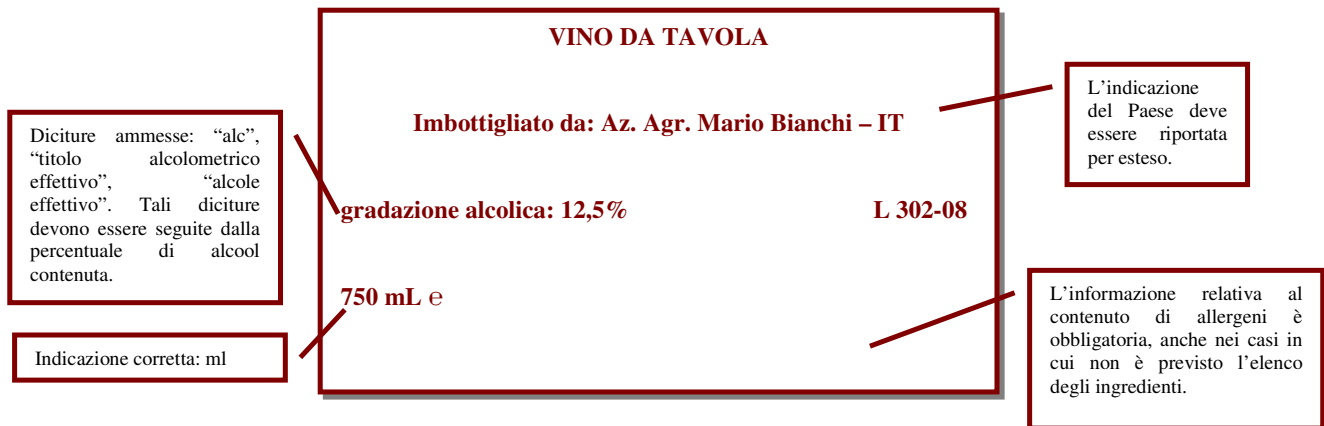 VINO DA TAVOLA
Imbottigliato da: Az. Agr. Mario Bianchi – IT
gradazione alcolica: 12,5%
L 302-08
750 mL ℮
L’indicazione
del Paese deve
essere riportata
per esteso.
Diciture ammesse: “alc”,
“titolo alcolometrico
effettivo”, “alcole
effettivo”. Tali diciture
devono essere seguite dalla
percentuale di alcool
contenuta.
Indicazione corretta: ml
L’informazione relativa al
contenuto di allergeni è
obbligatoria, anche nei casi in
cui non è previsto l’elenco
degli ingredienti.